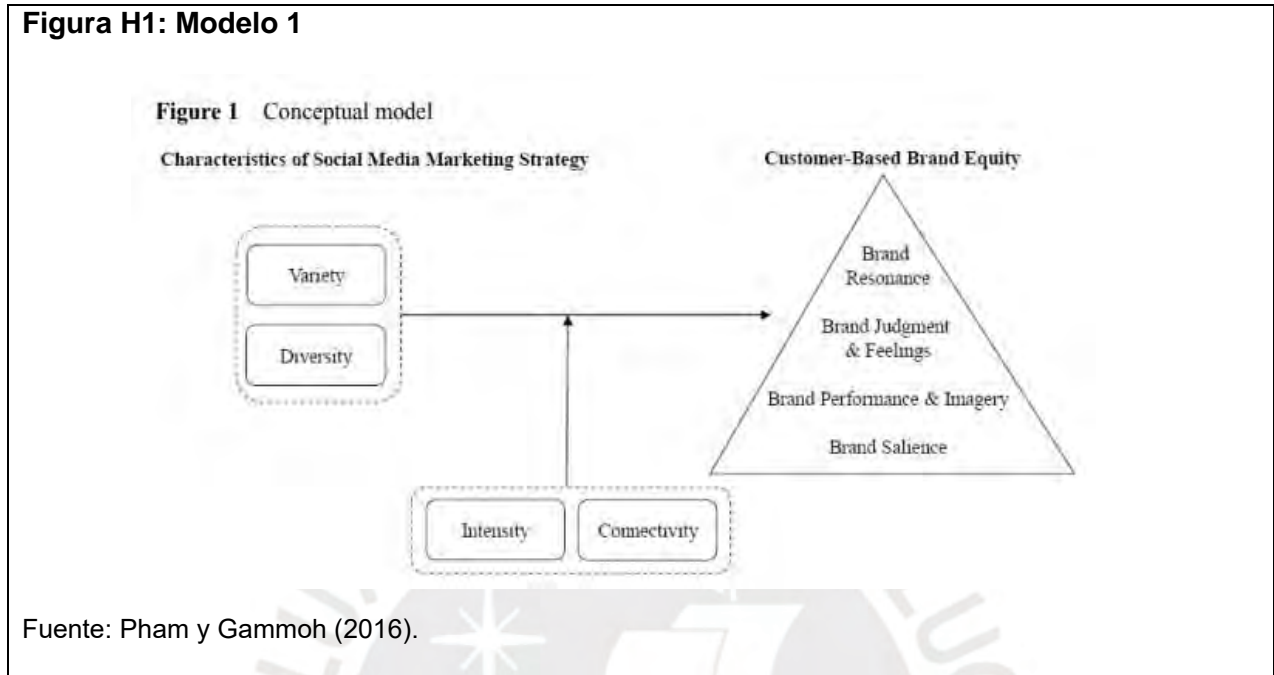 Figura H1: Modelo 1
Figure 1 Conceptual model
Characteristics of Social Media Marketing Strategy
Customer-Based Brand Equity
Variety
Diversity
Brand
Resonance
Brand Judgment
& Feelings
Brand Performance & Imagery
Brand Salience
Intensity
Connectivity
Fuente: Pham y Gammoh (2016).